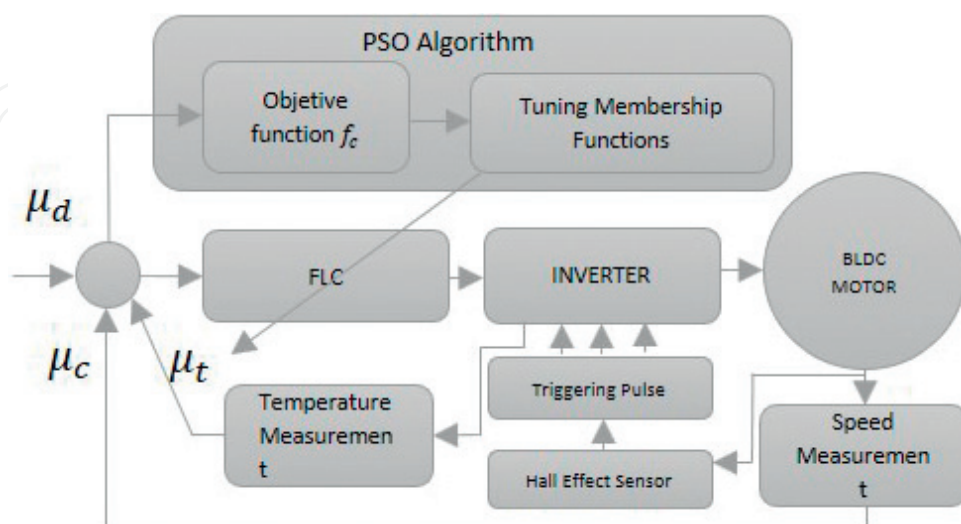 PSO Algorithm
Objetive
function f_c
Tuning Membership
Functions
μ_d
FLC
INVERTER
BLDC
MOTOR
μ_c
μ_t
Temperature
Measuremen
t
Triggering Pulse
Hall Effect Sensor
Speed
Measuremen
t